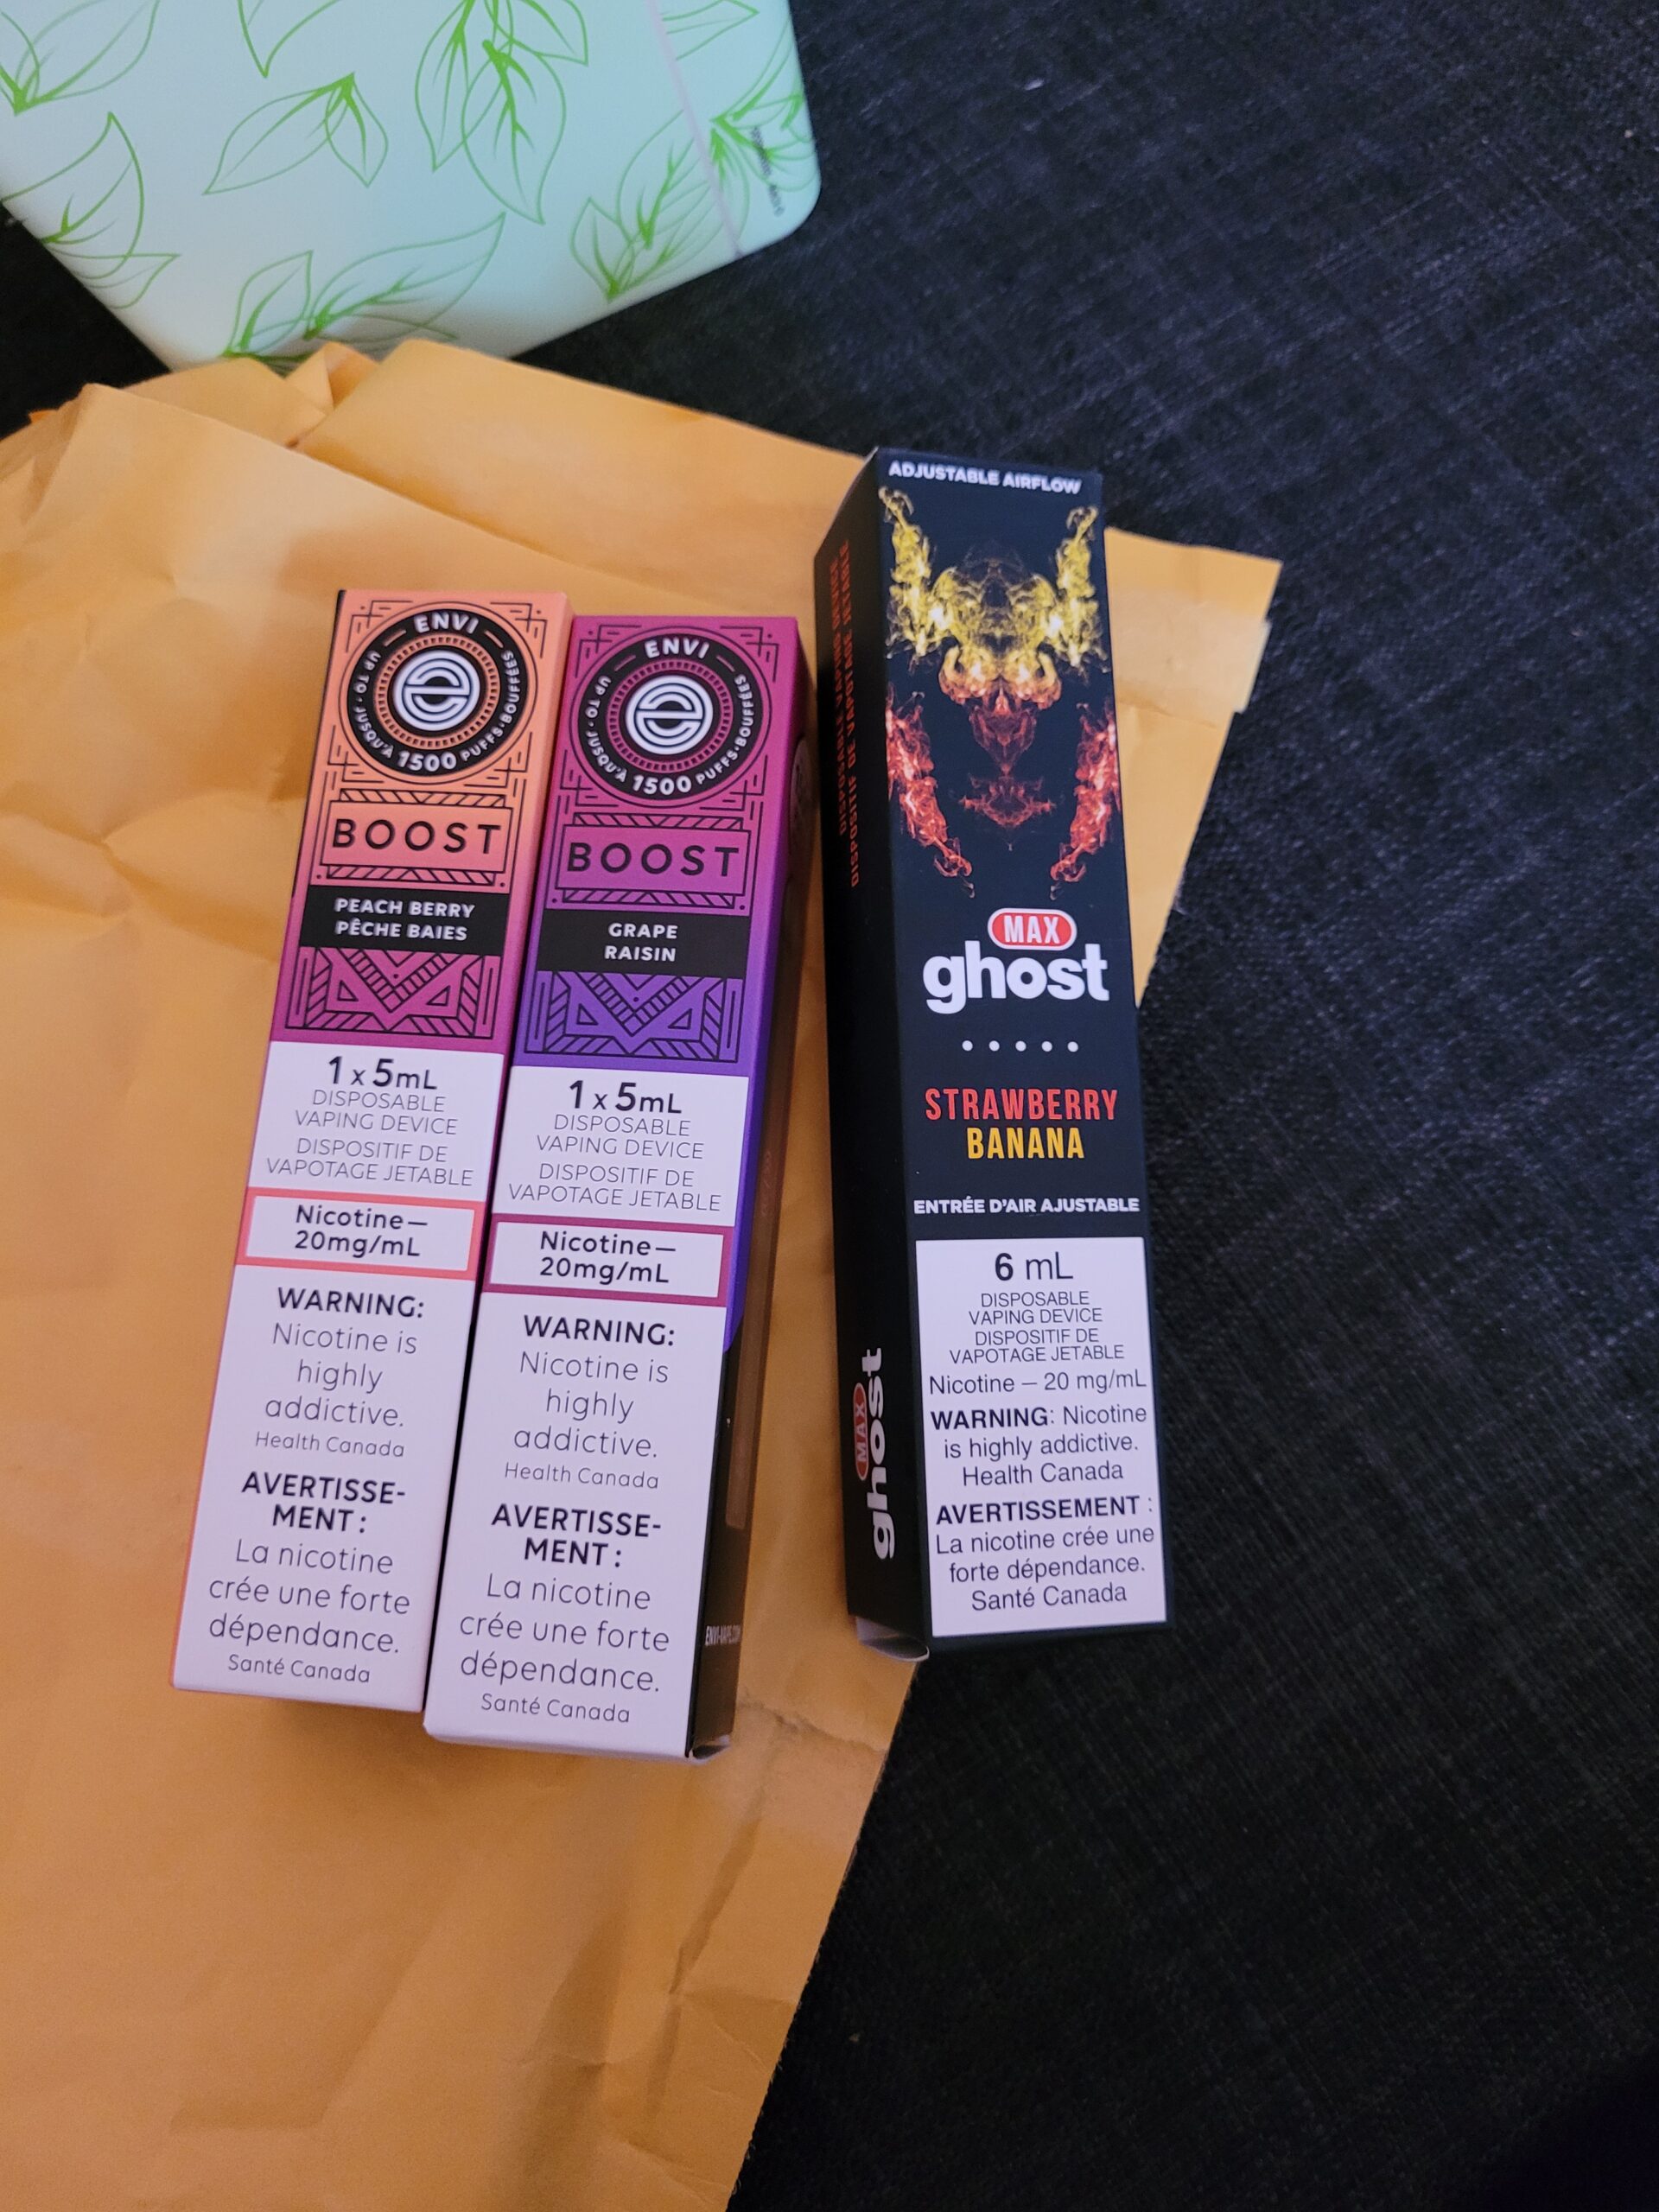 ENVI
UP TO · JUSQU'À 1500 PUFFS · BOUFFÉES
BOOST
PEACH BERRY
PÊCHE BAIES
1 x 5mL
DISPOSABLE
VAPING DEVICE
DISPOSITIF DE
VAPOTAGE JETABLE
Nicotine—
20mg/mL
WARNING:
Nicotine is
highly
addictive.
Health Canada
AVERTISSE-
MENT :
La nicotine
crée une forte
dépendance.
Santé Canada
ENVI
UP TO · JUSQU'À 1500 PUFFS · BOUFFÉES
BOOST
GRAPE
RAISIN
1 x 5mL
DISPOSABLE
VAPING DEVICE
DISPOSITIF DE
VAPOTAGE JETABLE
Nicotine—
20mg/mL
WARNING:
Nicotine is
highly
addictive.
Health Canada
AVERTISSE-
MENT :
La nicotine
crée une forte
dépendance.
Santé Canada
ADJUSTABLE AIRFLOW
MAX
ghost
STRAWBERRY
BANANA
ENTRÉE D'AIR AJUSTABLE
6 mL
DISPOSABLE
VAPING DEVICE
DISPOSITIF DE
VAPOTAGE JETABLE
Nicotine – 20 mg/mL
WARNING: Nicotine
is highly addictive.
Health Canada
AVERTISSEMENT :
La nicotine crée une
forte dépendance.
Santé Canada
MAX
ghost